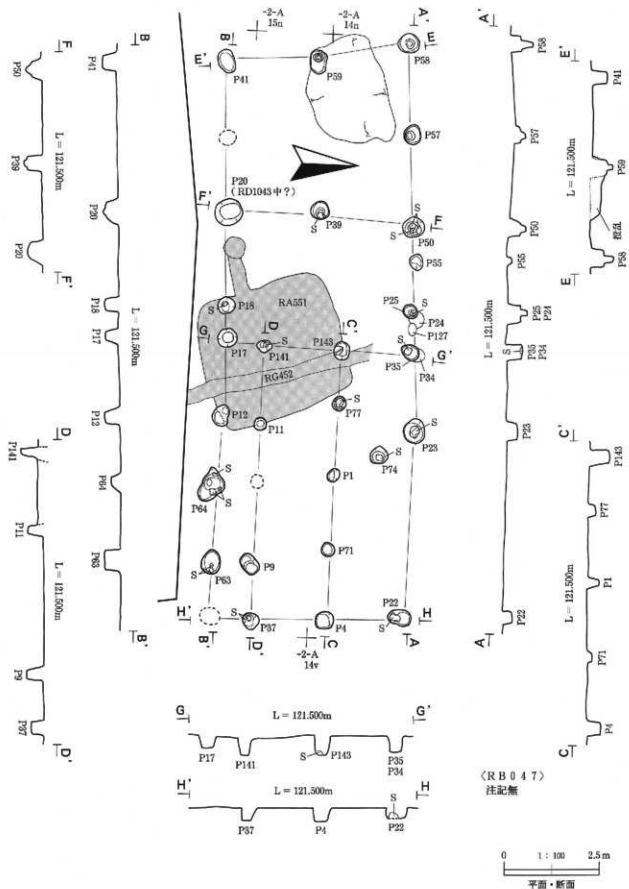 -2-A
15n
-2-A
14n
A'
B
E'
E
P41
P59
P58
P57
P20
(RD1043中?)
F'
F
P39
S
P50
S
P55
RA551
C'
S
P18
D
S
P25
S
P24
P127
G
P17
P141
P143
P35
P34
G'
RG452
S
P77
P12
P11
P23
S
S
P74
S
P64
S
P1
P71
P63
S
P9
H'
S
P37
P4
P22
S
H
B'
D'
C
A
-2-A
14v
F
P50
P39
P20
F'
L = 121.500m
B
P41
P20
P18
P17
P12
P64
P63
B'
L = 121.500m
D
P141
P11
P9
P37
D'
L = 121.500m
A'
P58
P57
P50
P55
P25
P24
S
P35
P34
P23
P22
A
L = 121.500m
E'
P41
P59
撹乱
P58
E
L = 121.500m
C'
P143
P77
P1
P71
P4
C
L = 121.500m
G
L = 121.500m
G'
P17
P141
S
P143
P35
P34
H'
L = 121.500m
H
S
P37
P4
P22
〈RB047〉
注記無
0
1 : 100
2.5m
平面・断面